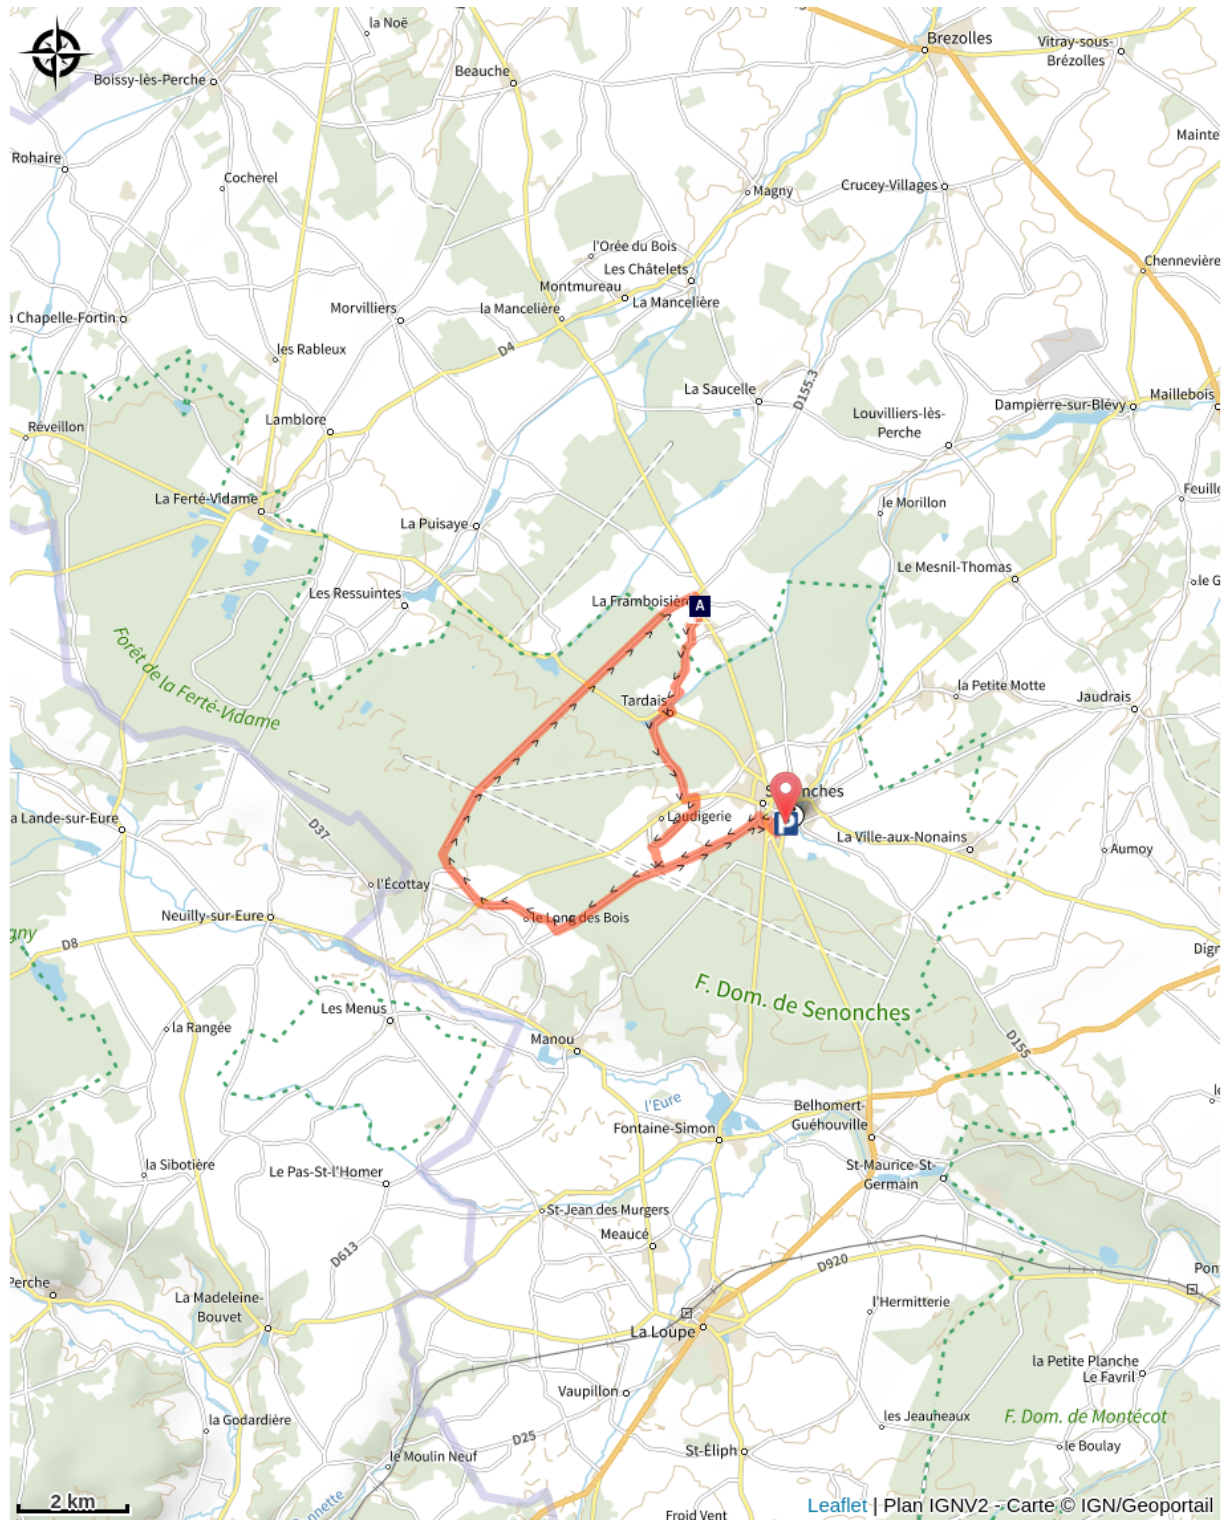 la Noë
Brezolles
Vitray-sous-
Brézolles
Boissy-lès-Perche
Beauche
Rohaire
Cocherel
Magny
Crucey-Villages
Mainte
l'Orée du Bois
Les Châtelets
Montmureau
La Mancelière
Chennevière
a Chapelle-Fortin
Morvilliers
la Mancelière
les Rableux
D4
D155.3
La Saucelle
Louvilliers-lès-
Perche
Dampierre-sur-Blévy
Maillebois
Réveillon
Lamblore
La Ferté-Vidame
La Puisaye
le Morillon
Feuille
Les Ressuintes
La Framboisière
A
Le Mesnil-Thomas
le G
Forêt de la Ferté-Vidame
Tardais
la Petite Motte
Jaudrais
a Lande-sur-Eure
D37
Senonches
P
Laudigerie
La Ville-aux-Nonains
Aumoy
l'Écottay
Neuilly-sur-Eure
le Long des Bois
gny
D8
Dign
F. Dom. de Senonches
Les Menus
la Rangée
Manou
D155
l'Eure
Belhomert-
Guéhouville
Fontaine-Simon
la Sibotière
Le Pas-St-l'Homer
St-Maurice-St-
Germain
St-Jean des Murgers
Meaucé
D613
D920
Pon
Perche
La Madeleine-
Bouvet
l'Hermitterie
La Loupe
la Petite Planche
Le Favril
Vaupillon
la Godardière
les Jeauheaux
F. Dom. de Montécot
D25
St-Éliph
le Boulay
le Moulin Neuf
nnette
2 km
Froid Vent
Leaflet | Plan IGNV2 - Carte © IGN/Geoportail